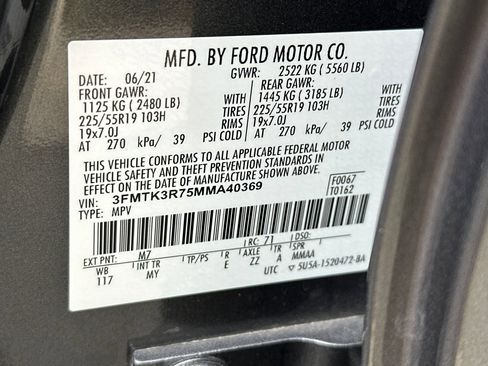 MFD. BY FORD MOTOR CO.
DATE: 06/21 GVWR: 2522 KG ( 5560 LB)
FRONT GAWR: REAR GAWR:
1125 KG ( 2480 LB) WITH 1445 KG ( 3185 LB) WITH
225/55R19 103H TIRES 225/55R19 103H TIRES
19x7.0J RIMS 19x7.0J RIMS
AT 270 kPa/ 39 PSI COLD AT 270 kPa/ 39 PSI COLD
THIS VEHICLE CONFORMS TO ALL APPLICABLE FEDERAL MOTOR
VEHICLE SAFETY AND THEFT PREVENTION STANDARDS IN EFFECT
ON THE DATE OF MANUFACTURE SHOWN ABOVE.
VIN: 3FMTK3R75MMA40369 F0067
TYPE: MPV T0162
EXT PNT: M7 RC: 71 DSO:
WB INT TR TP/PS R AXLE TR SPR
117 MY E ZZ A MMAA
UTC 5U5A-1520472-BA